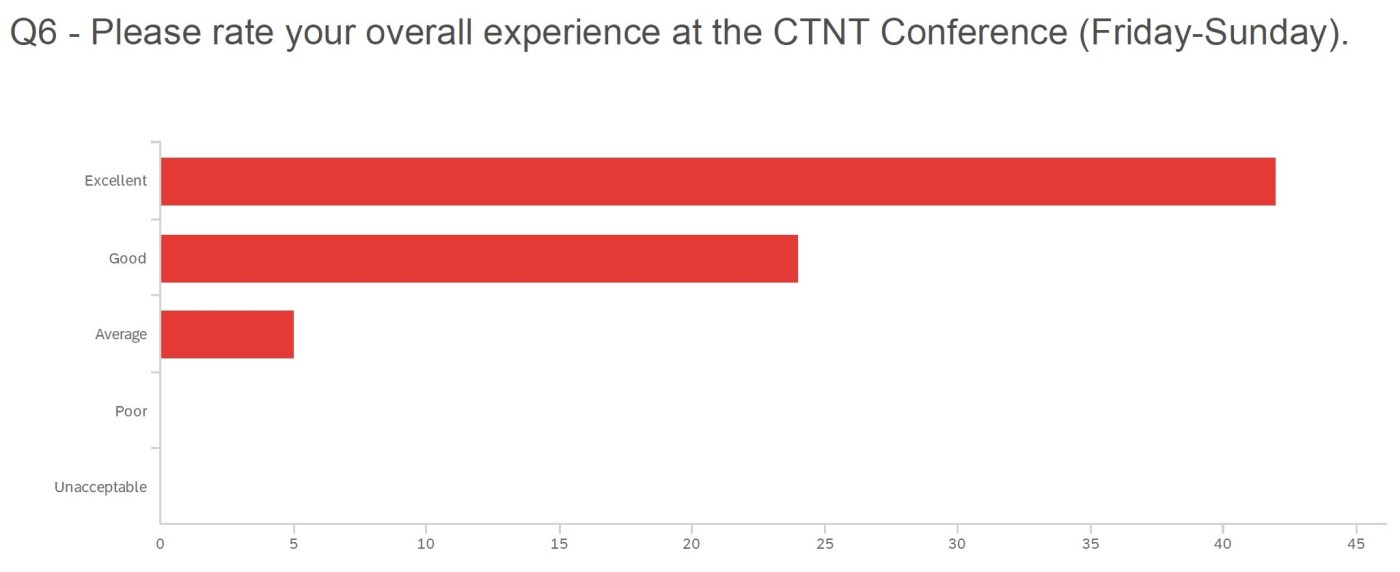 Q6 - Please rate your overall experience at the CTNT Conference (Friday-Sunday).
Excellent
Good
Average
Poor
Unacceptable
0 5 10 15 20 25 30 35 40 45